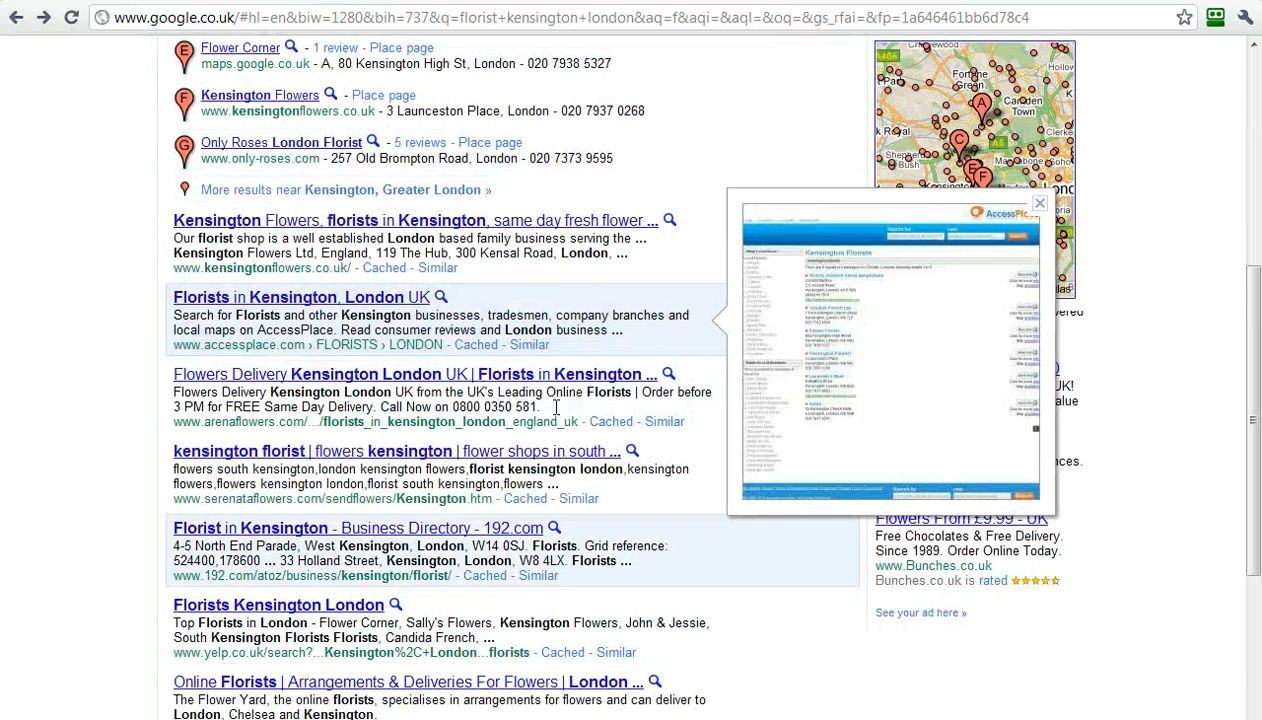 www.google.co.uk/#hl=en&biw=1280&bih=737&q=florist+kensington+london&aq=f&aqi=&aql=&oq=&gs_rfai=&fp=1a646461bb6d78c4
Flower Corner - 1 review - Place page
maps.google.co.uk - A, 80 Kensington High St, London - 020 7938 5327
Kensington Flowers - Place page
www.kensingtonflowers.co.uk - 3 Launceston Place, London - 020 7937 0268
Only Roses London Florist - 5 reviews - Place page
www.only-roses.com - 257 Old Brompton Road, London - 020 7373 9595
More results near Kensington, Greater London »
Kensington Flowers, florists in Kensington, same day fresh flower ...
Our florist shop is a well established London based family business serving the ...
Kensington Flowers Ltd, England, 119 The Hub, 300 Kensal Road, London, ...
www.kensingtonflowers.co.uk/ - Cached - Similar
Florists in Kensington, London UK
Search for Florists and other Kensington businesses, tradesmen, company branches and
local maps on AccessPlace. Read consumer reviews and London business ...
www.accessplace.com › FLORISTS › LONDON - Cached - Similar
Flowers Delivery Kensington London UK | Florists in Kensington ...
Flowers Delivery Kensington London UK from the UK's Leading Online Florists | Order before
3 PM for FREE Same Day Delivery. Call Now on 0800 0350 581.
www.arenaflowers.com/.../florists_in_kensington_london_england_uk - Cached - Similar
kensington florist | flowers kensington | flower shops in south ...
flowers south kensington,london kensington flowers,florist kensington london,kensington
flowers,flowers kensington london,florist south kensington,flowers ...
www.serenataflowers.com/sendflowers/Kensington.htm - Cached - Similar
Florist in Kensington - Business Directory - 192.com
4-5 North End Parade, West Kensington, London, W14 0SJ. Florists. Grid reference:
524400,178600 ... 33 Holland Street, Kensington, London, W8 4LX. Florists ...
www.192.com/atoz/business/kensington/florist/ - Cached - Similar
Florists Kensington London
Top Florists in London - Flower Corner, Sally's Flowers, Kensington Flowers, John & Jessie,
South Kensington Florists Florists, Candida French, ...
www.yelp.co.uk/search?...Kensington%2C+London...florists - Cached - Similar
Online Florists | Arrangements & Deliveries For Flowers | London ...
The Flower Yard, the online florists, specialises in arrangements for flowers and can deliver to
London, Chelsea and Kensington.
E
F
G
A406
Fortune
Green
Camden
Town
A
C
A5
E
F
Kensington Florists
Flowers From £9.99 - UK
Free Chocolates & Free Delivery.
Since 1989. Order Online Today.
www.Bunches.co.uk
Bunches.co.uk is rated
See your ad here »